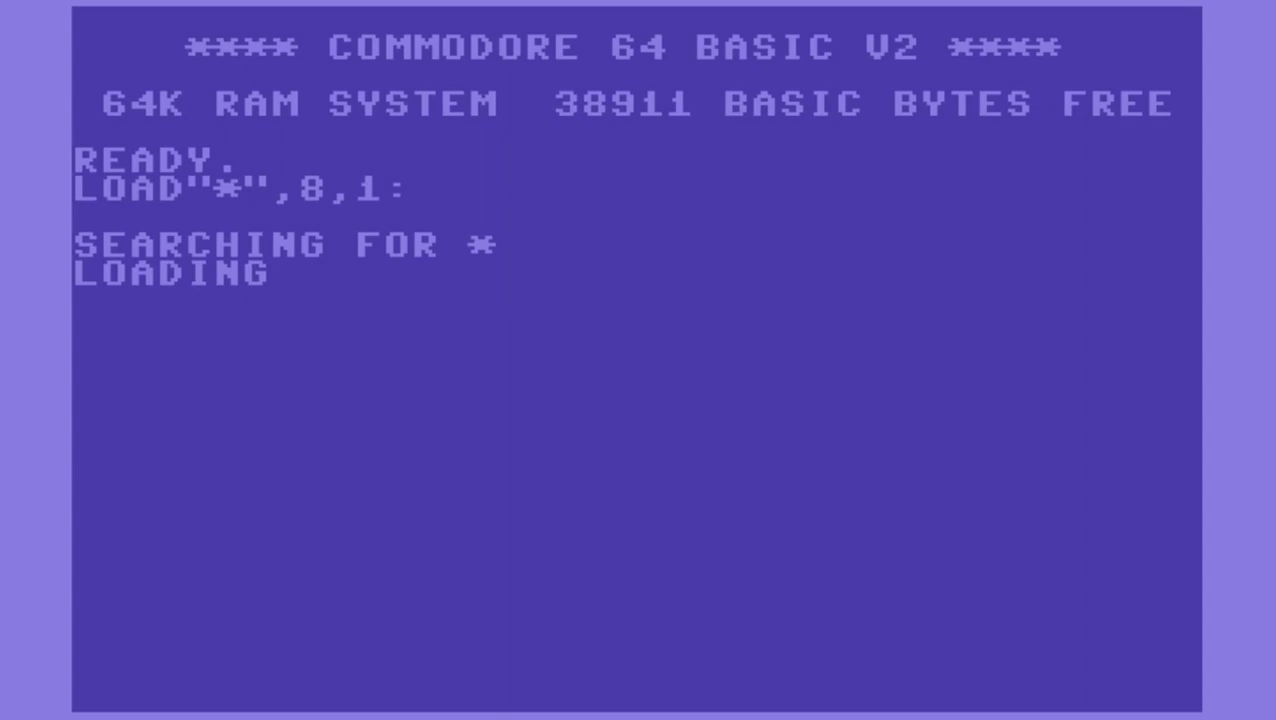 **** COMMODORE 64 BASIC V2 ****
64K RAM SYSTEM  38911 BASIC BYTES FREE
READY.
LOAD"*",8,1:
SEARCHING FOR *
LOADING